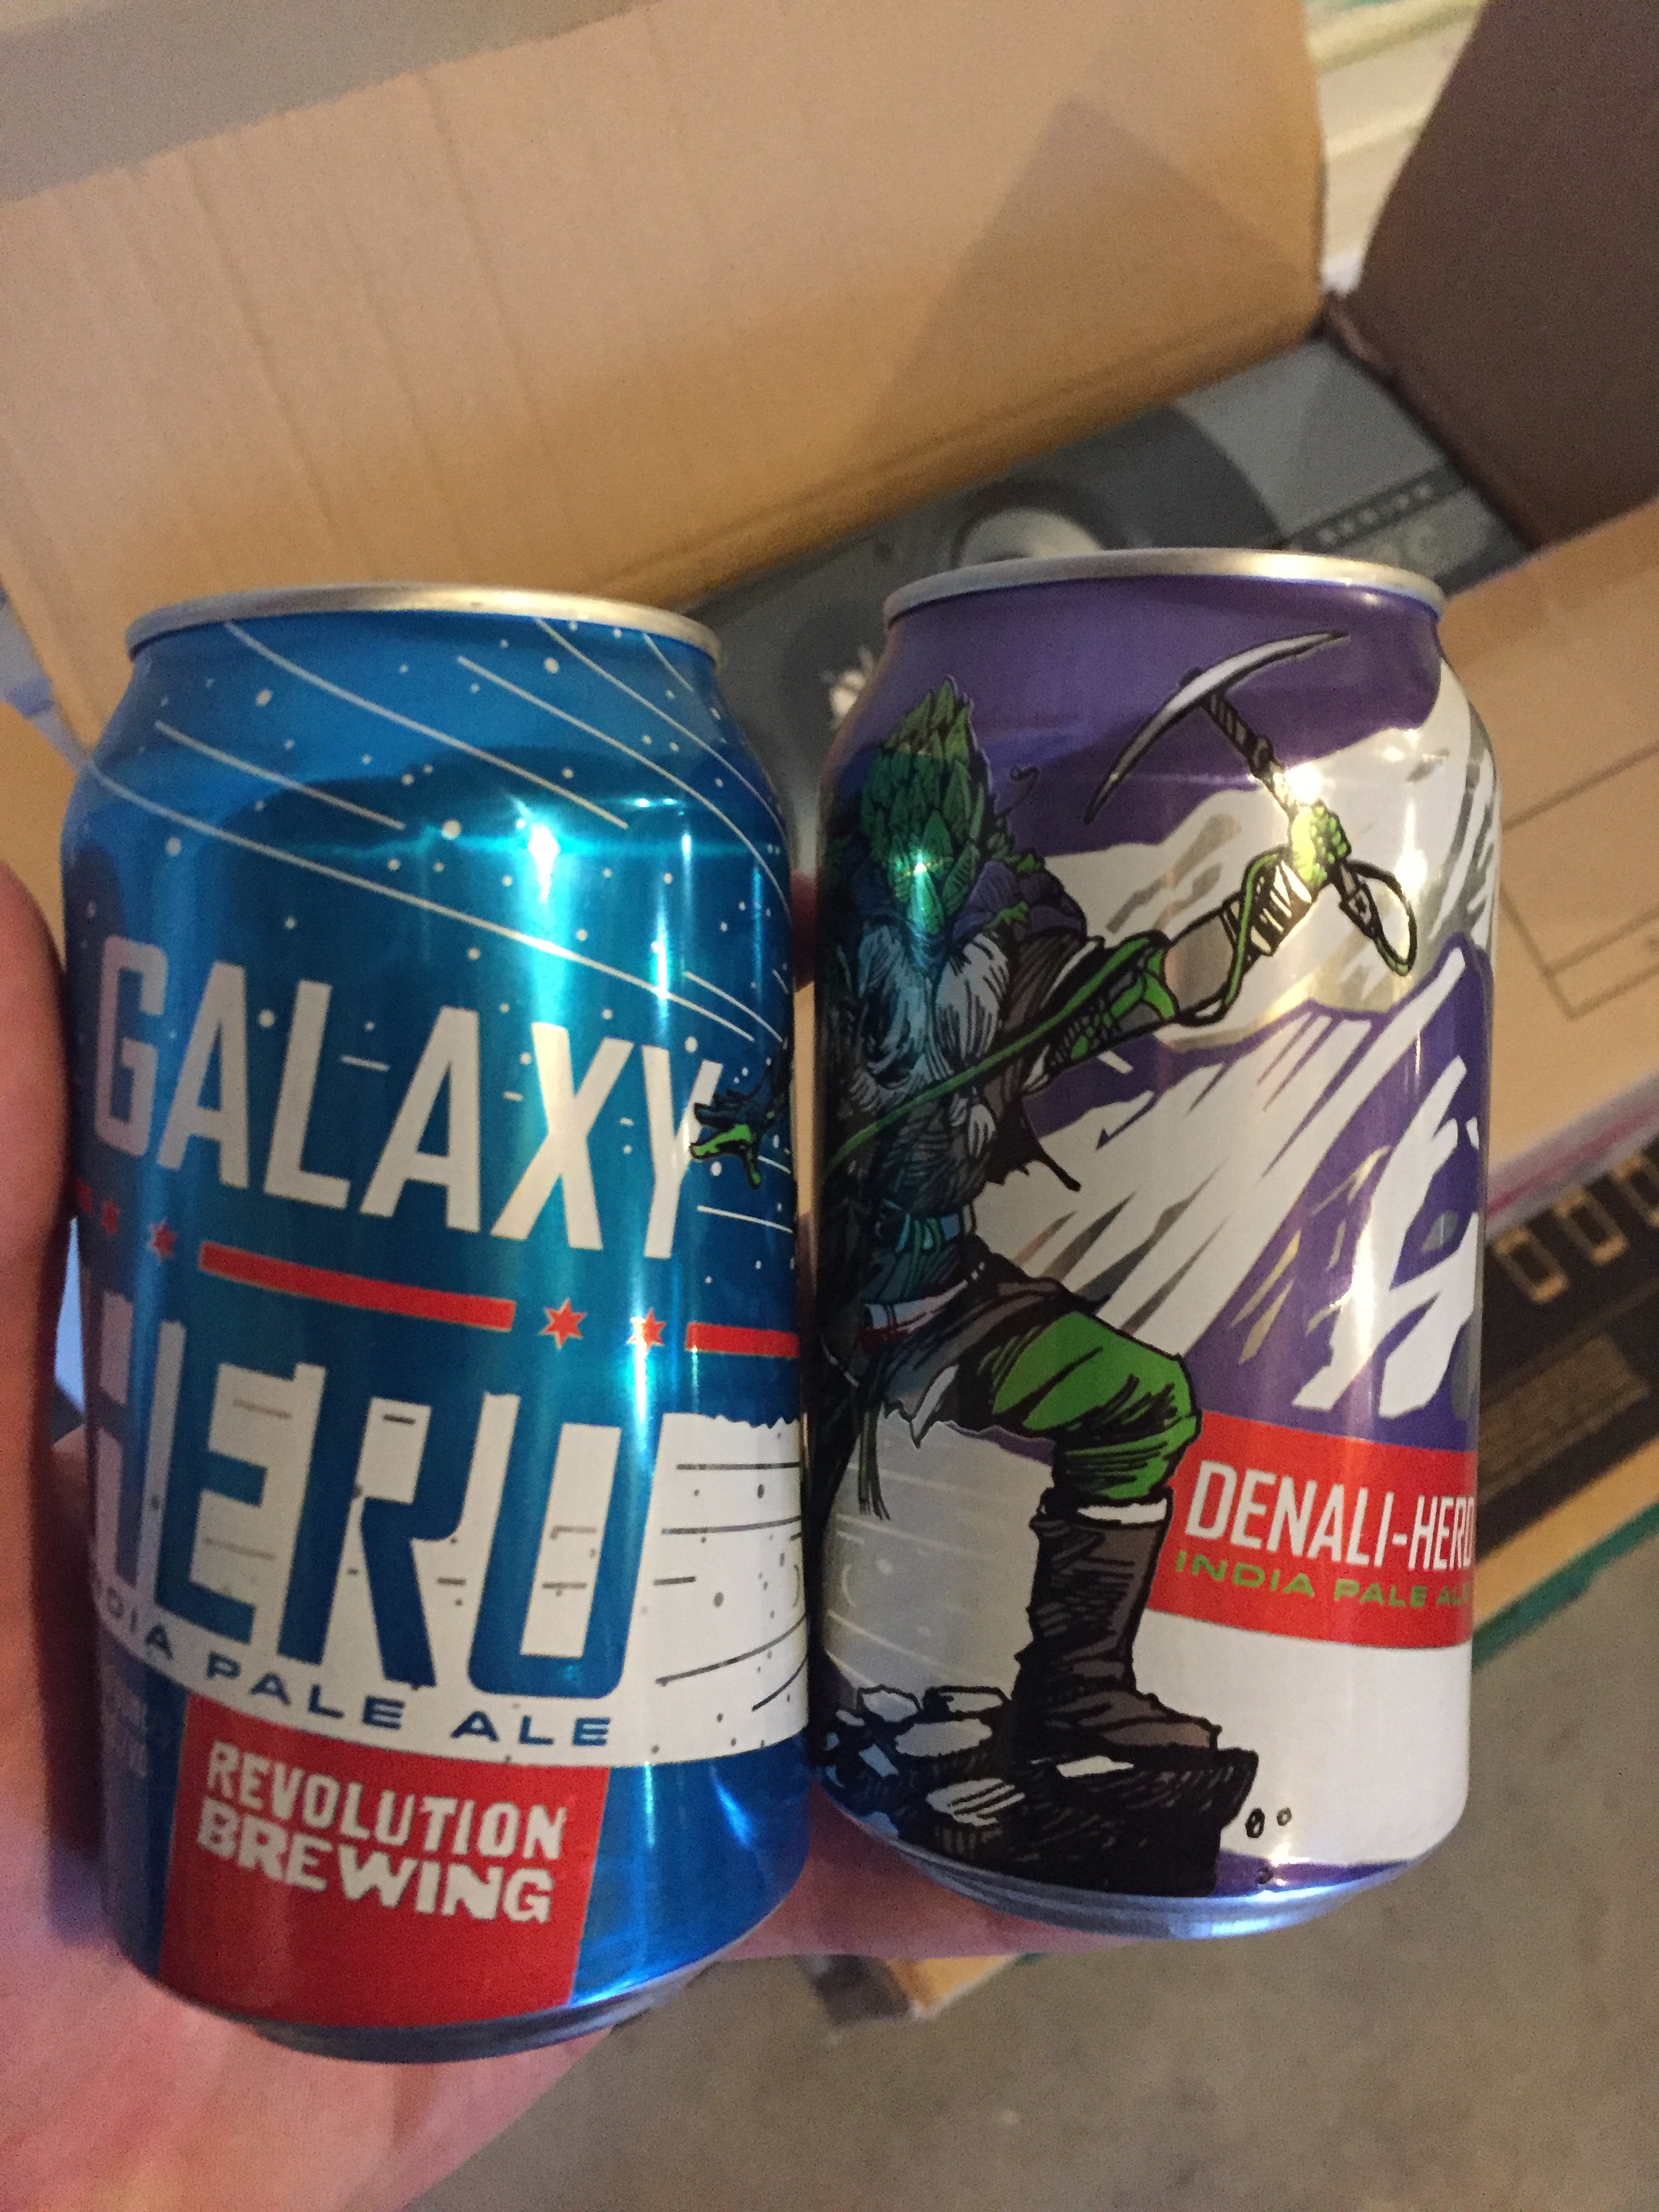 GALAXY
HERO
INDIA PALE ALE
REVOLUTION
BREWING
DENALI-HERO
INDIA PALE ALE